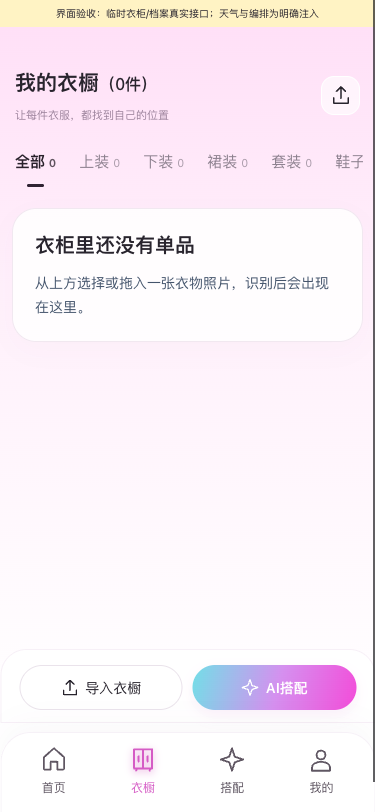 界面验收：临时衣柜/档案真实接口；天气与编排为明确注入
我的衣橱（0件）
让每件衣服，都找到自己的位置
全部 0 上装 0 下装 0 裙装 0 套装 0 鞋子
衣柜里还没有单品
从上方选择或拖入一张衣物照片，识别后会出现
在这里。
导入衣橱 AI搭配
首页 衣橱 搭配 我的